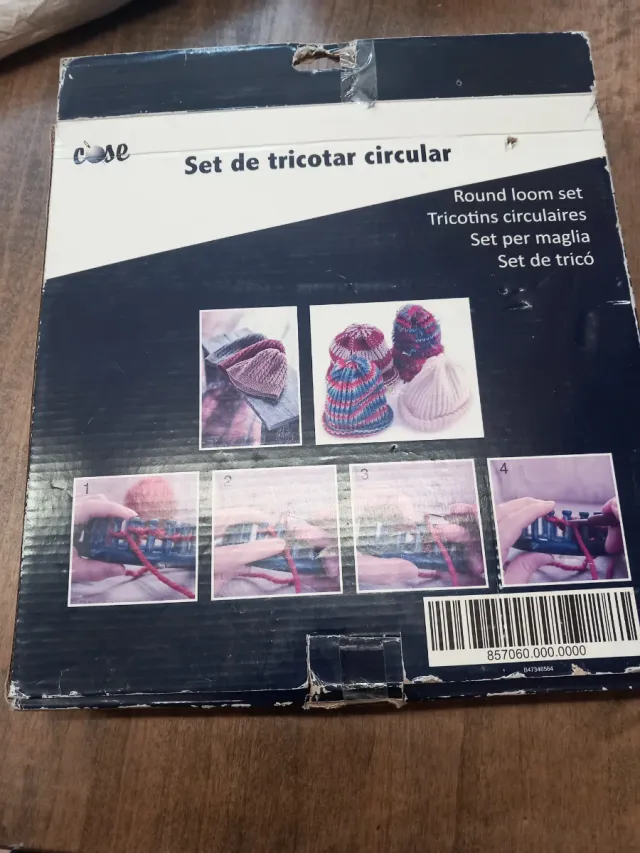 cose
Set de tricotar circular
Round loom set
Tricotins circulaires
Set per maglia
Set de tricó
1
2
3
4
857060.000.0000
B47346564